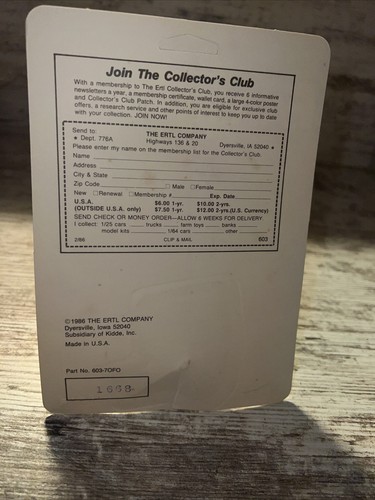 Join The Collector's Club
With a membership to The Ertl Collector's Club, you receive 6 informative
newsletters a year, a membership certificate, wallet card, a large 4-color poster
and Collector's Club Patch. In addition, you are eligible for exclusive club
offers, a research service and other points of interest to keep you up to date
with your collection. JOIN NOW!
Send to: THE ERTL COMPANY
★ Dept. 776A Highways 136 & 20 Dyersville, IA 52040 ★
Please enter my name on the membership list for the Collector's Club.
Name
Address
City & State
Zip Code □ Male □ Female
New □ Renewal □ Membership # Exp. Date
U.S.A. $6.00 1-yr. $10.00 2-yrs.
(OUTSIDE U.S.A. only) $7.50 1-yr. $12.00 2-yrs. (U.S. Currency)
SEND CHECK OR MONEY ORDER—ALLOW 6 WEEKS FOR DELIVERY.
I collect: 1/25 cars trucks farm toys banks
model kits 1/64 cars other
2/86 CLIP & MAIL 603
©1986 THE ERTL COMPANY
Dyersville, Iowa 52040
Subsidiary of Kidde, Inc.
Made in U.S.A.
Part No. 603-7OFO
1668